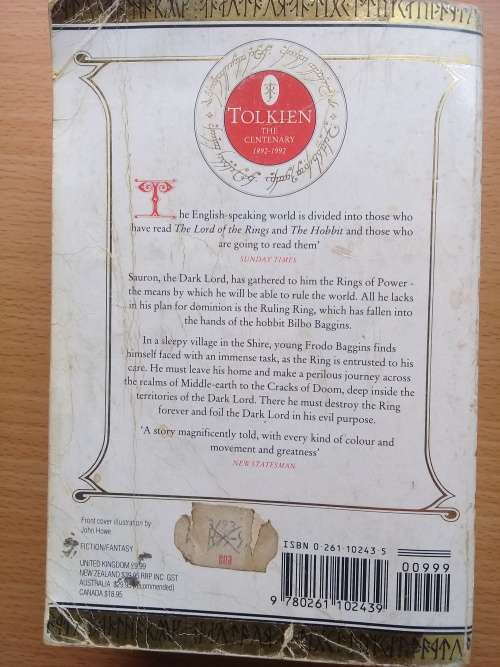 TOLKIEN
THE
CENTENARY
1892-1992
The English-speaking world is divided into those who
have read The Lord of the Rings and The Hobbit and those who
are going to read them'
SUNDAY TIMES
Sauron, the Dark Lord, has gathered to him the Rings of Power -
the means by which he will be able to rule the world. All he lacks
in his plan for dominion is the Ruling Ring, which has fallen into
the hands of the hobbit Bilbo Baggins.
In a sleepy village in the Shire, young Frodo Baggins finds
himself faced with an immense task, as the Ring is entrusted to his
care. He must leave his home and make a perilous journey across
the realms of Middle-earth to the Cracks of Doom, deep inside the
territories of the Dark Lord. There he must destroy the Ring
forever and foil the Dark Lord in his evil purpose.
'A story magnificently told, with every kind of colour and
movement and greatness'
NEW STATESMAN
Front cover illustration by
John Howe
FICTION/FANTASY
UNITED KINGDOM £9.99
NEW ZEALAND RRP INC. GST
AUSTRALIA (recommended)
CANADA $18.95
ISBN 0-261-10243-5
00999
9 780261 102439